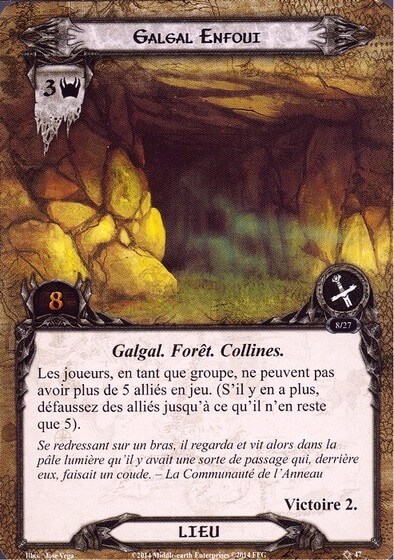 Galgal Enfoui
3
8
8/27
Galgal. Forêt. Collines.
Les joueurs, en tant que groupe, ne peuvent pas
avoir plus de 5 alliés en jeu. (S'il y en a plus,
défaussez des alliés jusqu'à ce qu'il n'en reste
que 5).
Se redressant sur un bras, il regarda et vit alors dans la
pâle lumière qu'il y avait une sorte de passage qui, derrière
eux, faisait un coude. – La Communauté de l'Anneau
Victoire 2.
LIEU
Illus. José Vega ©2014 Middle-earth Enterprises ©2014 FFG 47